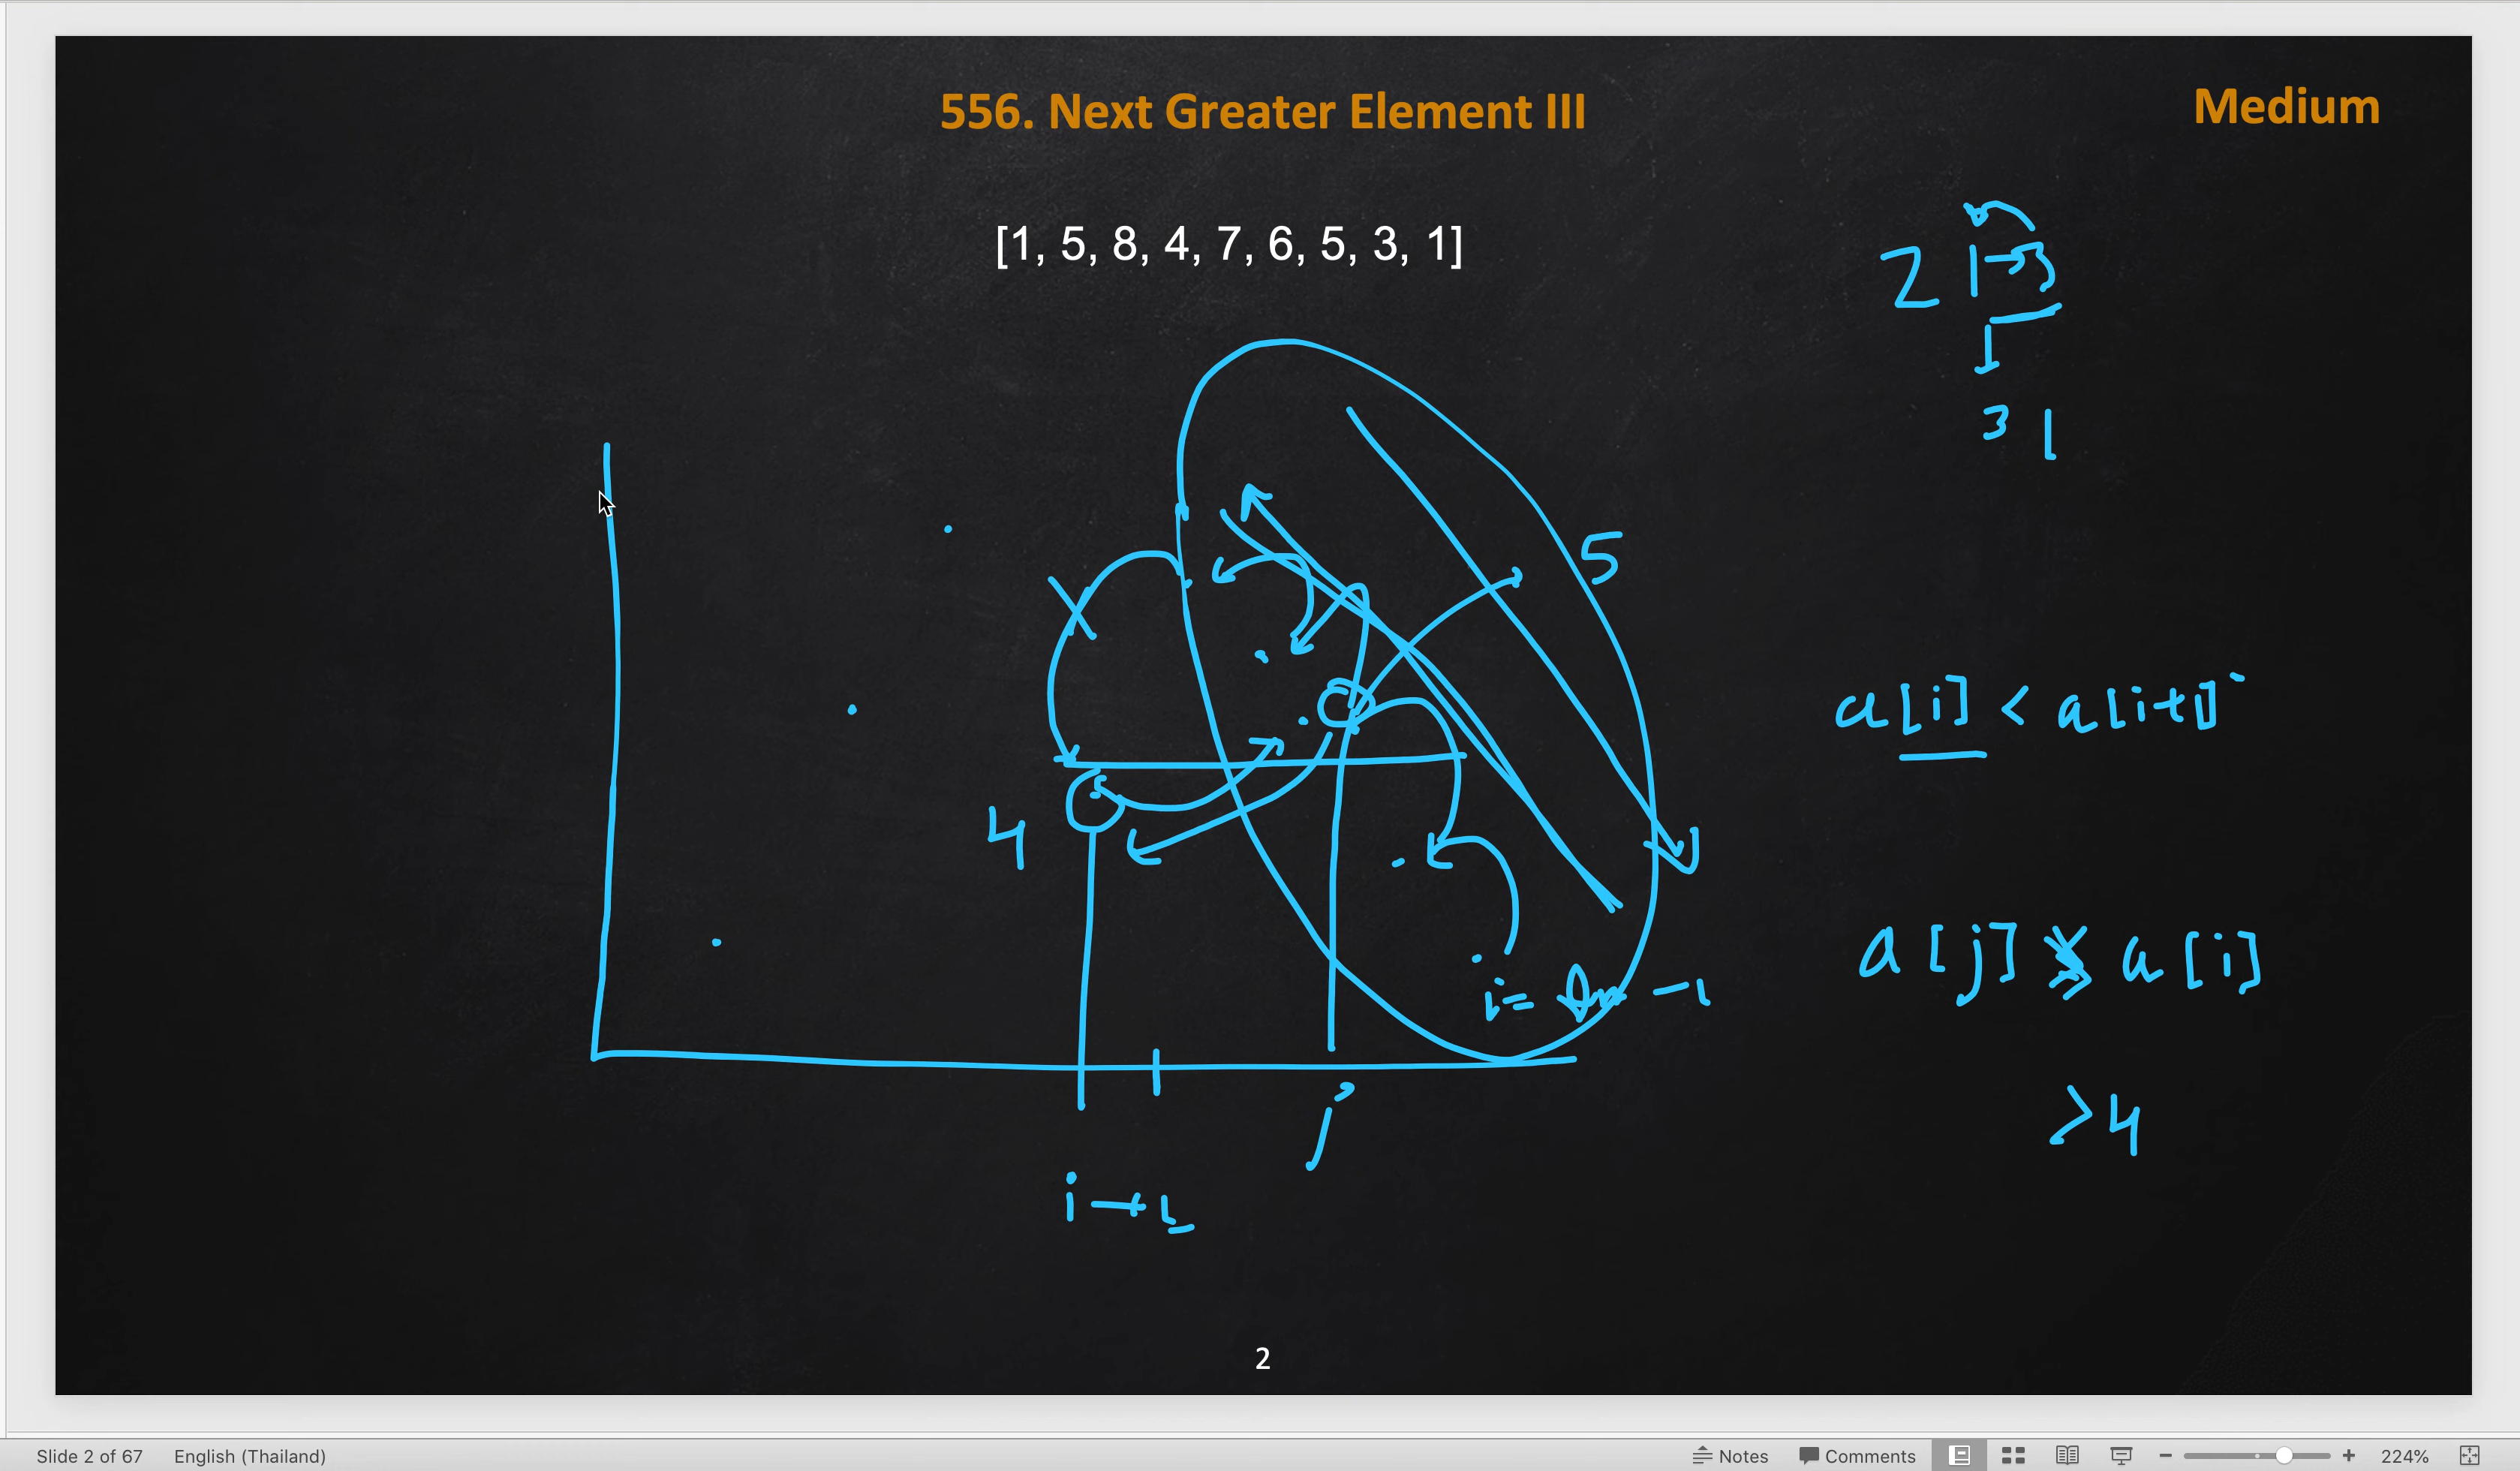 556. Next Greater Element III
Medium
[1, 5, 8, 4, 7, 6, 5, 3, 1]
2 1 3
3 1
5
a[i] < a[i+1]
4
a[j] > a[i]
i = n - 1
> 4
j
i + 1
2
Slide 2 of 67 English (Thailand) Notes Comments 224%